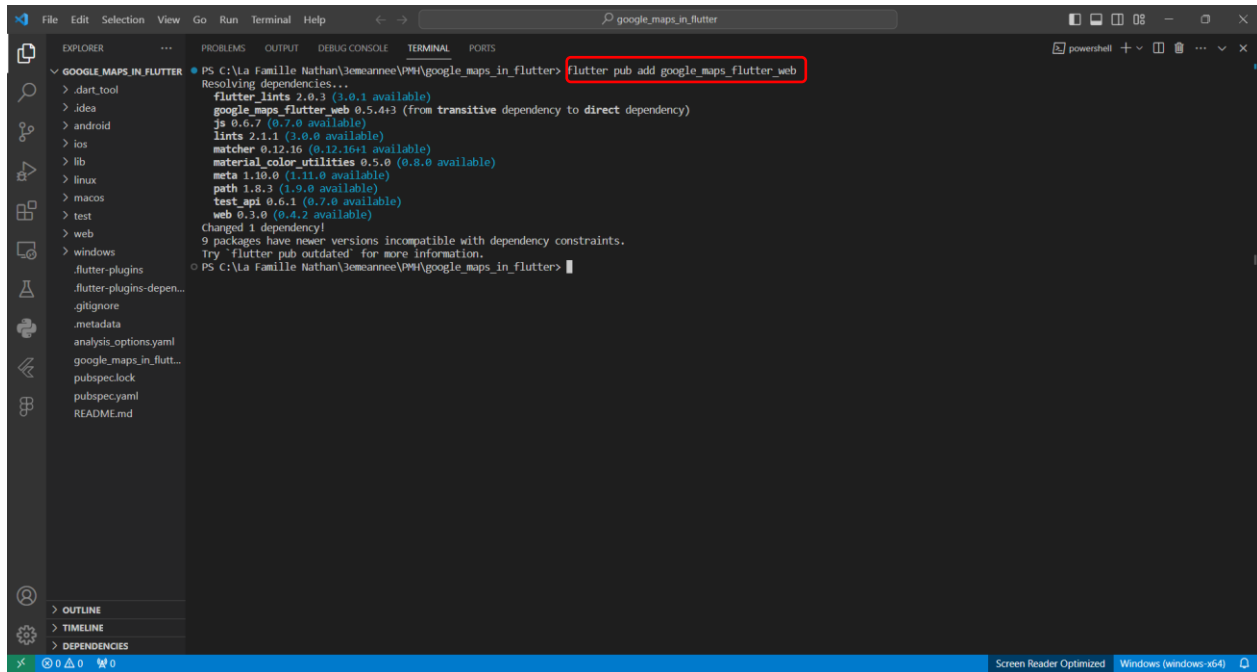 File Edit Selection View Go Run Terminal Help
google_maps_in_flutter
EXPLORER
PROBLEMS OUTPUT DEBUG CONSOLE TERMINAL PORTS
powershell
GOOGLE_MAPS_IN_FLUTTER
.dart_tool
.idea
android
ios
lib
linux
macos
test
web
windows
.flutter-plugins
.flutter-plugins-depen...
.gitignore
.metadata
analysis_options.yaml
google_maps_in_flutt...
pubspec.lock
pubspec.yaml
README.md
PS C:\La Famille Nathan\3emeannee\PMH\google_maps_in_flutter> flutter pub add google_maps_flutter_web
Resolving dependencies...
flutter_lints 2.0.3 (3.0.1 available)
google_maps_flutter_web 0.5.4+3 (from transitive dependency to direct dependency)
js 0.6.7 (0.7.0 available)
lints 2.1.1 (3.0.0 available)
matcher 0.12.16 (0.12.16+1 available)
material_color_utilities 0.5.0 (0.8.0 available)
meta 1.10.0 (1.11.0 available)
path 1.8.3 (1.9.0 available)
test_api 0.6.1 (0.7.0 available)
web 0.3.0 (0.4.2 available)
Changed 1 dependency!
9 packages have newer versions incompatible with dependency constraints.
Try `flutter pub outdated` for more information.
PS C:\La Famille Nathan\3emeannee\PMH\google_maps_in_flutter>
OUTLINE
TIMELINE
DEPENDENCIES
0 0 0
Screen Reader Optimized Windows (windows-x64)